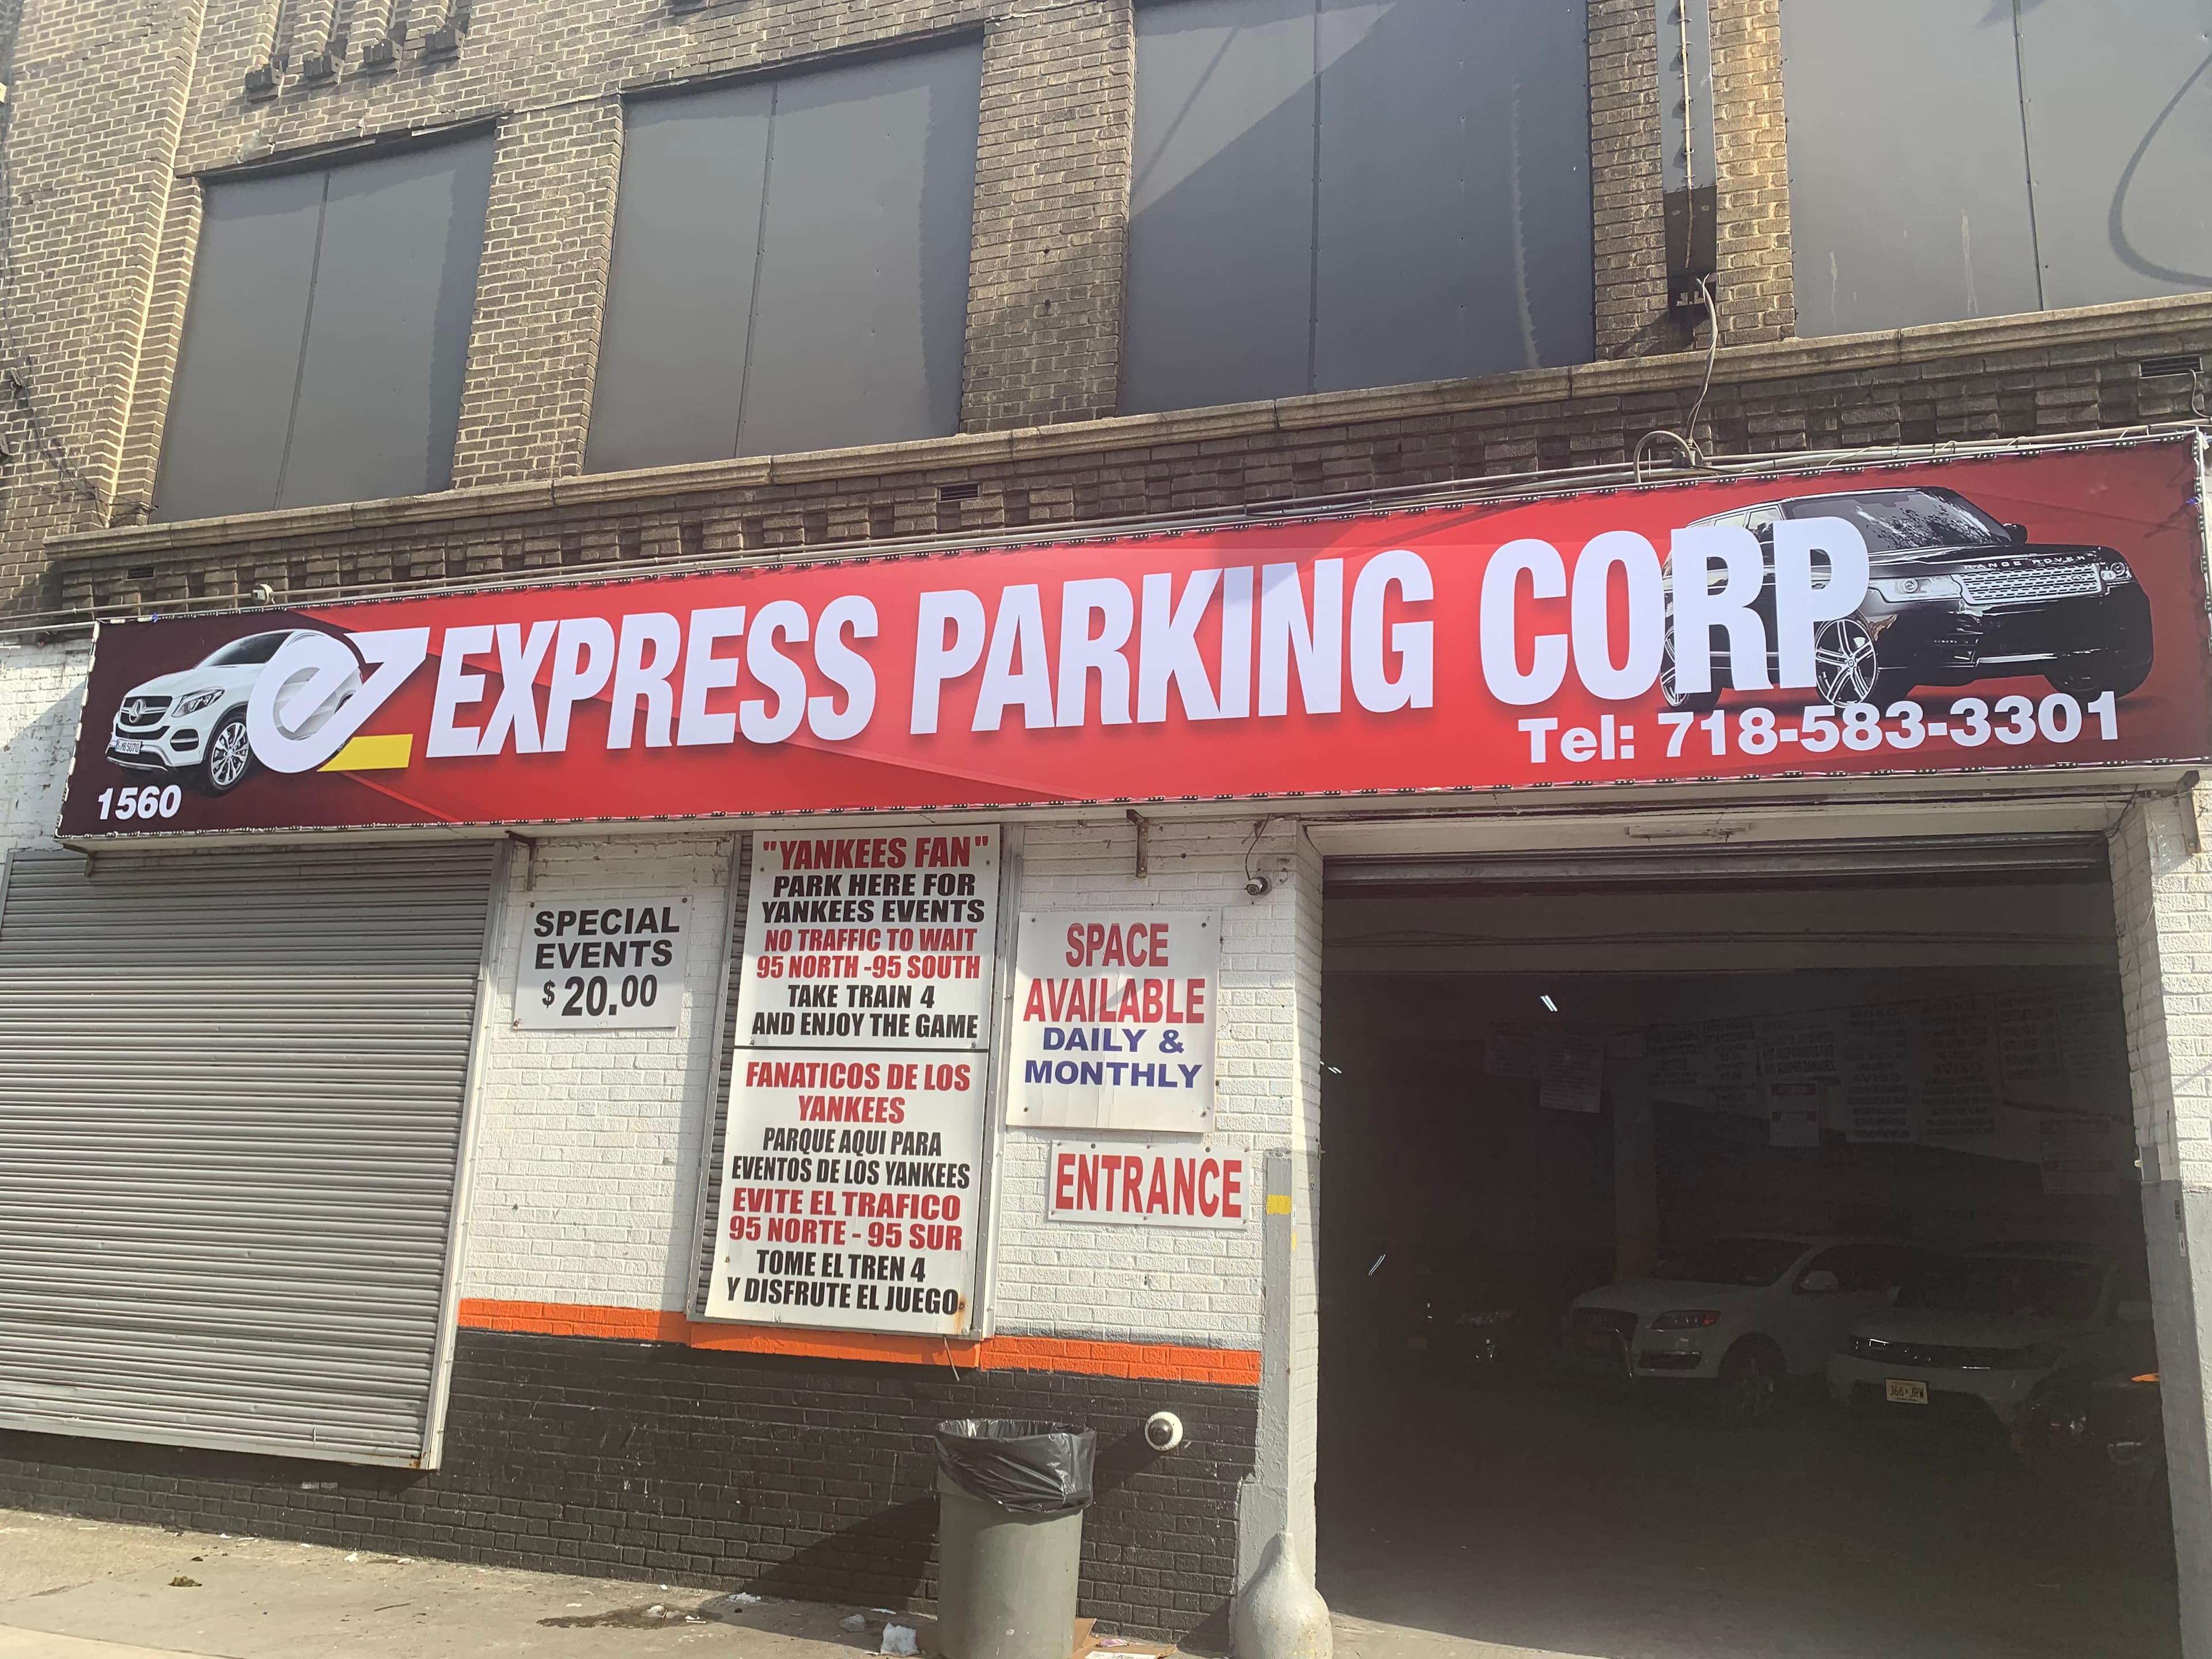 ez EXPRESS PARKING CORP
Tel: 718-583-3301
1560
RANGE ROVER
SPECIAL
EVENTS
$20.00
"YANKEES FAN"
PARK HERE FOR
YANKEES EVENTS
NO TRAFFIC TO WAIT
95 NORTH -95 SOUTH
TAKE TRAIN 4
AND ENJOY THE GAME
FANATICOS DE LOS
YANKEES
PARQUE AQUI PARA
EVENTOS DE LOS YANKEES
EVITE EL TRAFICO
95 NORTE - 95 SUR
TOME EL TREN 4
Y DISFRUTE EL JUEGO
SPACE
AVAILABLE
DAILY &
MONTHLY
ENTRANCE